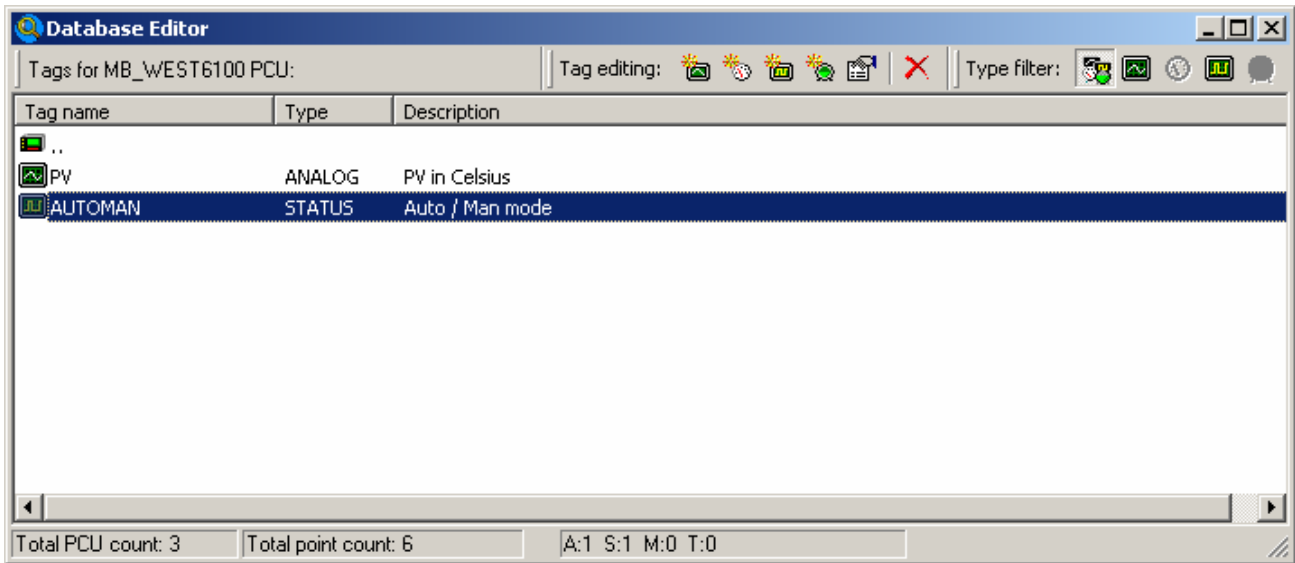 Database Editor
Tags for MB_WEST6100 PCU: Tag editing: Type filter:
Tag name Type Description
..
PV ANALOG PV in Celsius
AUTOMAN STATUS Auto / Man mode
Total PCU count: 3 Total point count: 6 A:1 S:1 M:0 T:0